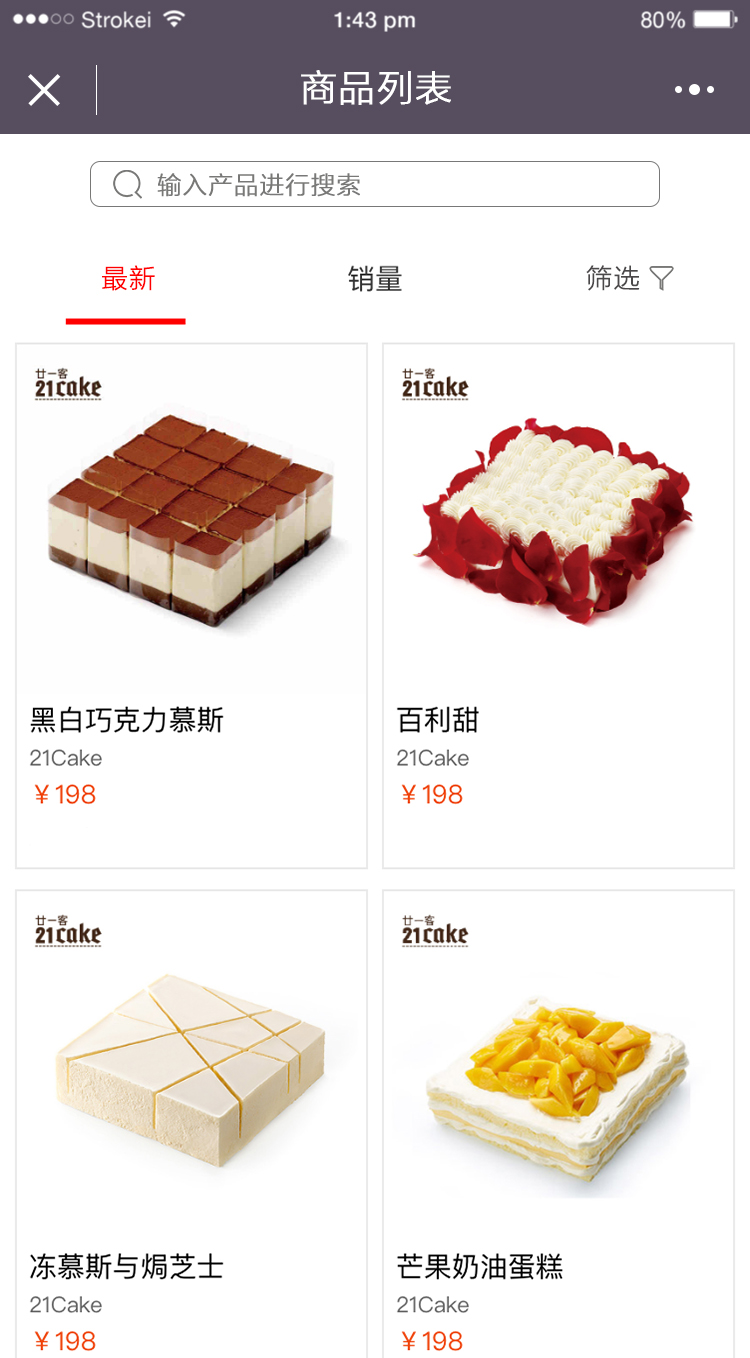 Strokei
1:43 pm
80%
商品列表
输入产品进行搜索
最新
销量
筛选
廿一客
21cake
廿一客
21cake
黑白巧克力慕斯
21Cake
￥198
百利甜
21Cake
￥198
廿一客
21cake
廿一客
21cake
冻慕斯与焗芝士
21Cake
￥198
芒果奶油蛋糕
21Cake
￥198